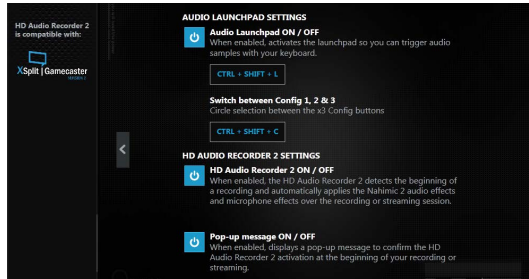 HD Audio Recorder 2
is compatible with:
XSplit | Gamecaster
AUDIO LAUNCHPAD SETTINGS
Audio Launchpad ON / OFF
When enabled, activates the launchpad so you can trigger audio
samples with your keyboard.
CTRL + SHIFT + L
Switch between Config 1, 2 & 3
Circle selection between the x3 Config buttons
CTRL + SHIFT + C
HD AUDIO RECORDER 2 SETTINGS
HD Audio Recorder 2 ON / OFF
When enabled, the HD Audio Recorder 2 detects the beginning of
a recording and automatically applies the Nahimic 2 audio effects
and microphone effects over the recording or streaming session.
Pop-up message ON / OFF
When enabled, displays a pop-up message to confirm the HD
Audio Recorder 2 activation at the beginning of your recording or
streaming.